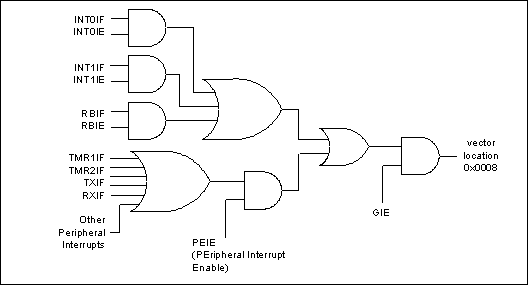 INT0IF
INT0IE
INT1IF
INT1IE
RBIF
RBIE
TMR1IF
TMR2IF
TXIF
RXIF
Other
Peripheral
Interrupts
PEIE
(PEripheral Interrupt
Enable)
GIE
vector
location
0x0008